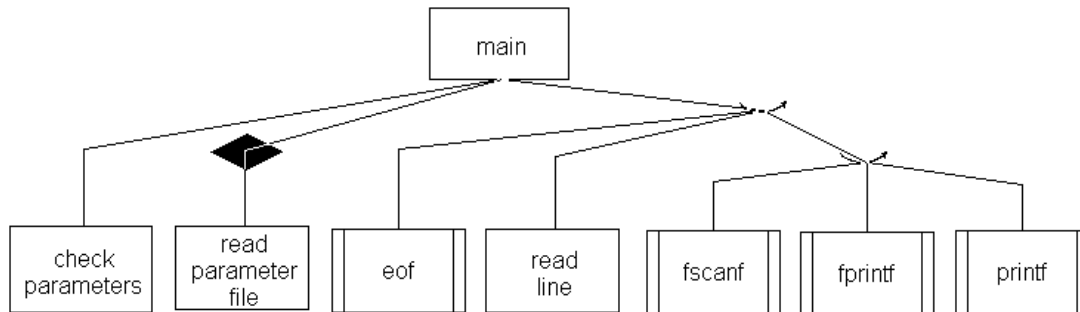 main
check
parameters
read
parameter
file
eof
read
line
fscanf
fprintf
printf